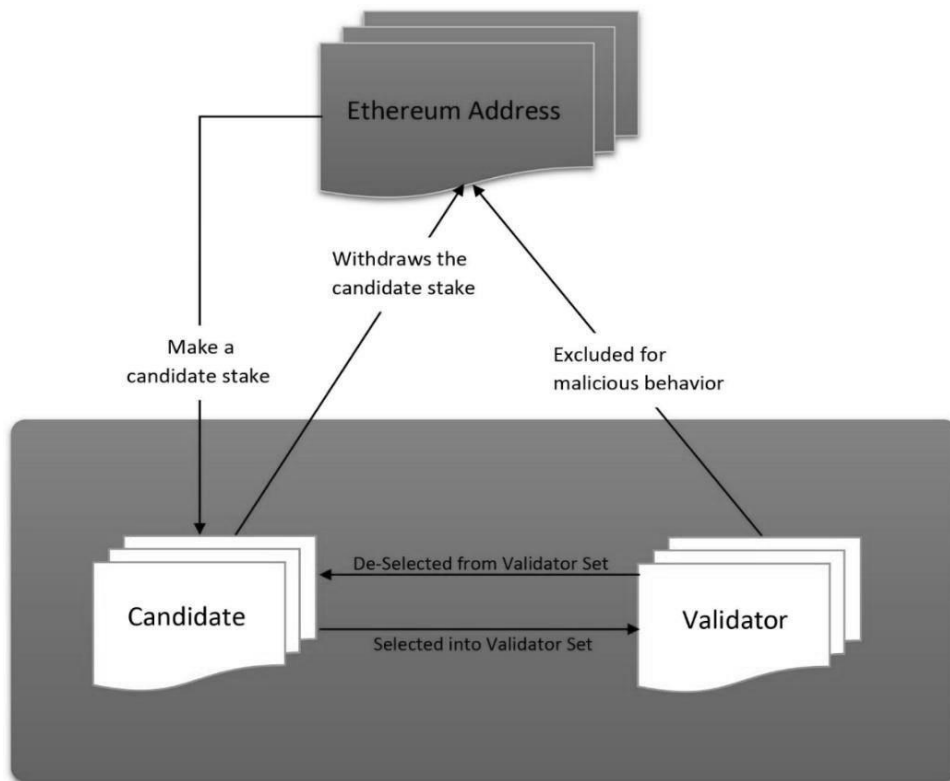 Ethereum Address
Withdraws the
candidate stake
Make a
candidate stake
Excluded for
malicious behavior
De-Selected from Validator Set
Candidate
Validator
Selected into Validator Set